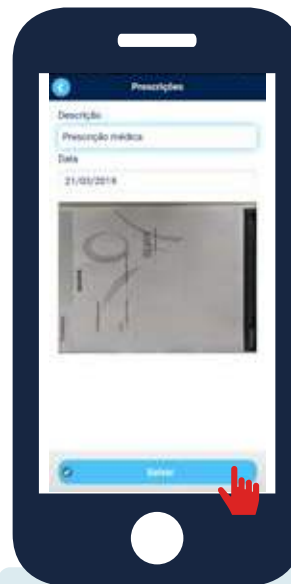 Prescrições
Descrição
Prescrição médica
Data
21/03/2019
Salvar